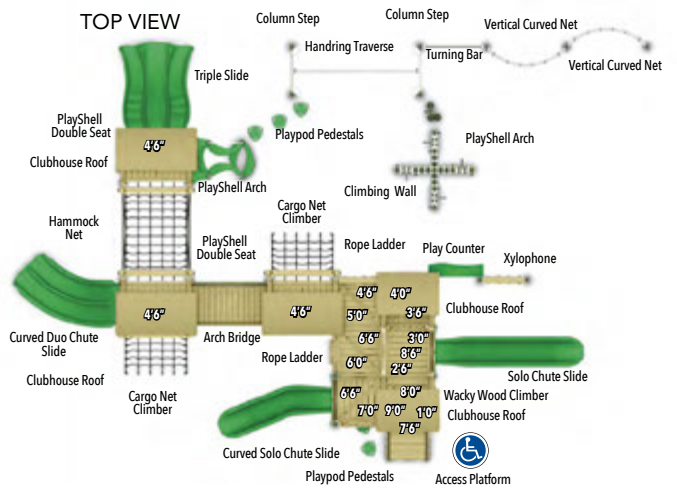 TOP VIEW
Column Step
Column Step
Vertical Curved Net
Handring Traverse
Turning Bar
Vertical Curved Net
Triple Slide
PlayShell
Double Seat
Playpod Pedestals
PlayShell Arch
4'6"
Clubhouse Roof
PlayShell Arch
Climbing Wall
Cargo Net
Climber
Hammock
Net
PlayShell
Double Seat
Rope Ladder
Play Counter
Xylophone
4'6"
4'0"
Clubhouse Roof
4'6"
4'6"
5'0"
3'6"
Curved Duo Chute
Slide
Arch Bridge
6'6"
3'0"
Rope Ladder
6'0"
8'6"
2'6"
Solo Chute Slide
Clubhouse Roof
Cargo Net
Climber
6'6"
8'0"
Wacky Wood Climber
7'0"
9'0"
1'0"
Clubhouse Roof
7'6"
Curved Solo Chute Slide
Playpod Pedestals
Access Platform